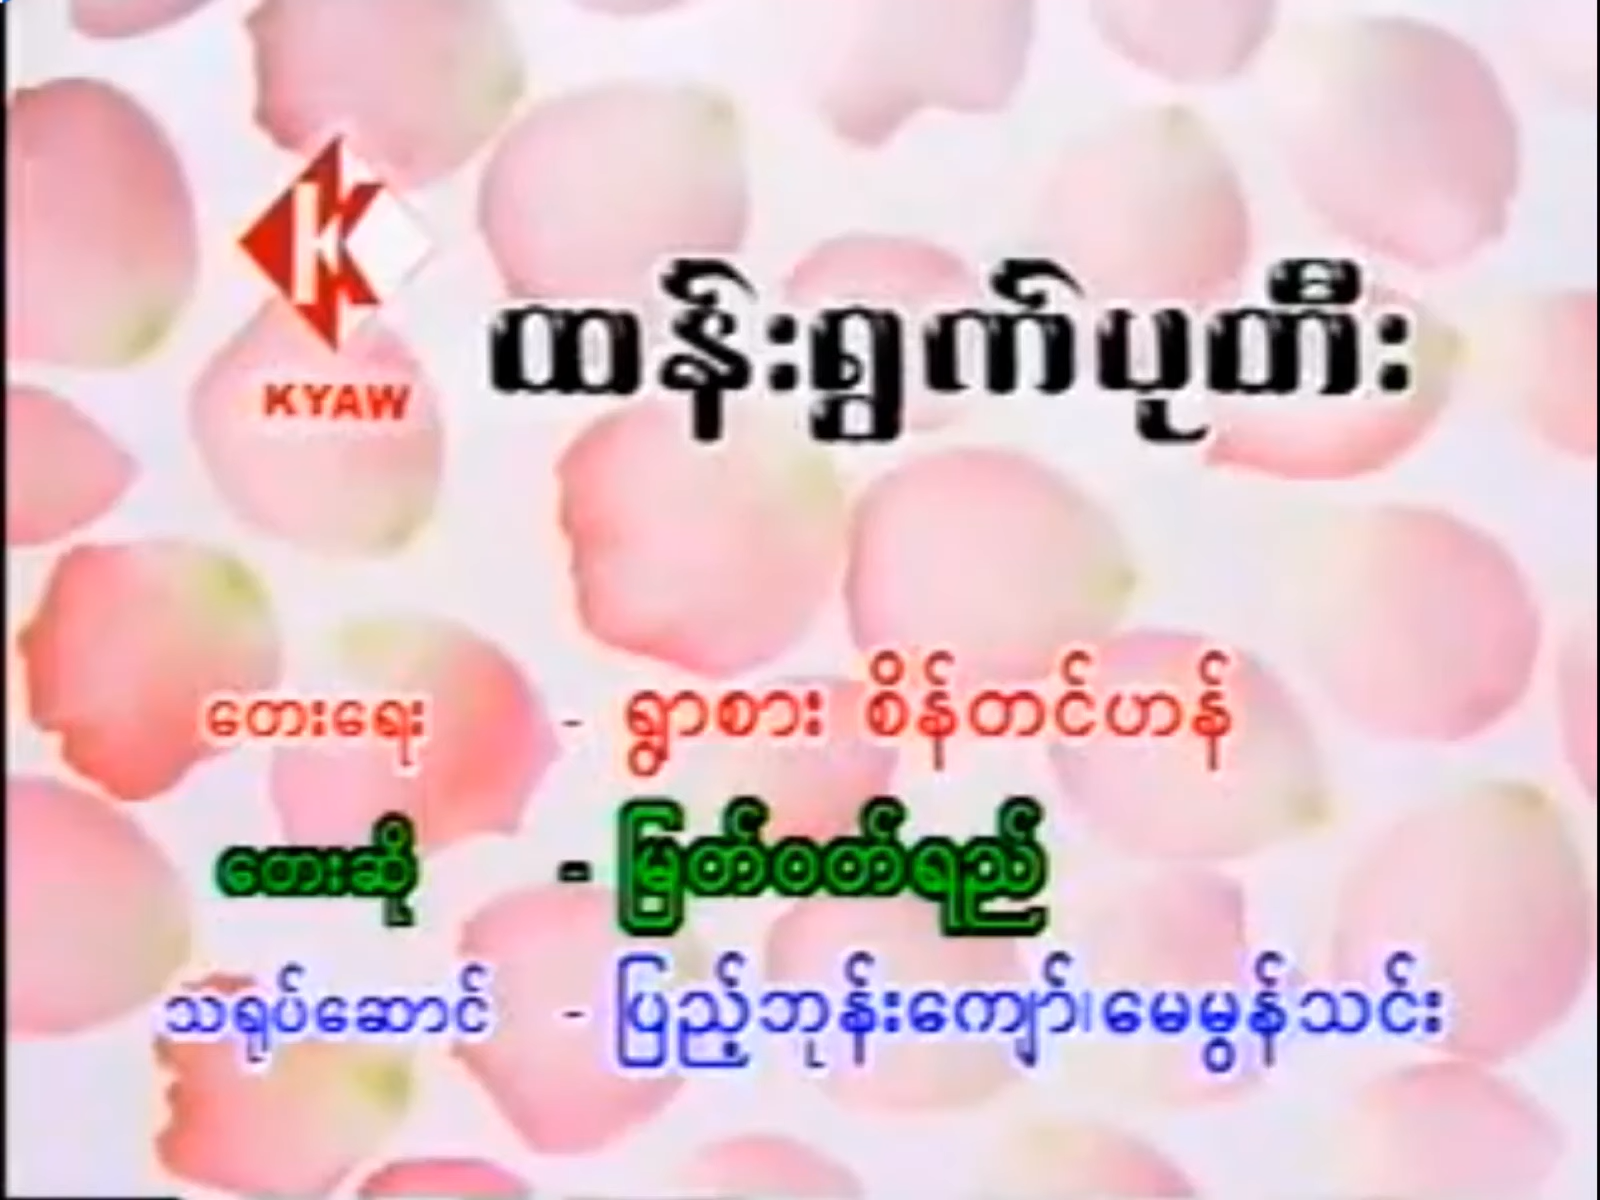 K
KYAW
ထန်းရွက်ပုတီး
တေးရေး - ရွှာစား စိန်တင်ဟန်
တေးဆို - မြတ်ဝတ်ရည်
သရုပ်ဆောင် - ပြည့်ဘုန်းကျော်၊မေမွန်သင်း